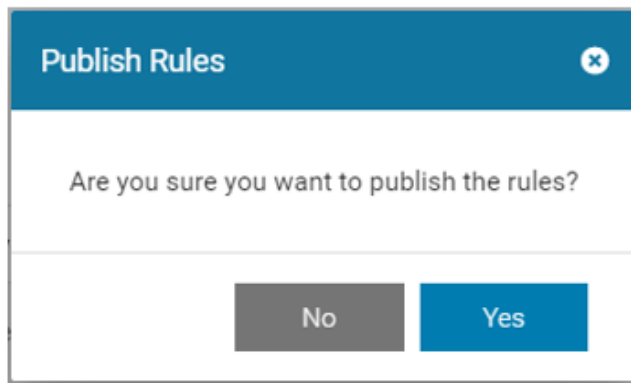 Publish Rules
Are you sure you want to publish the rules?
No Yes